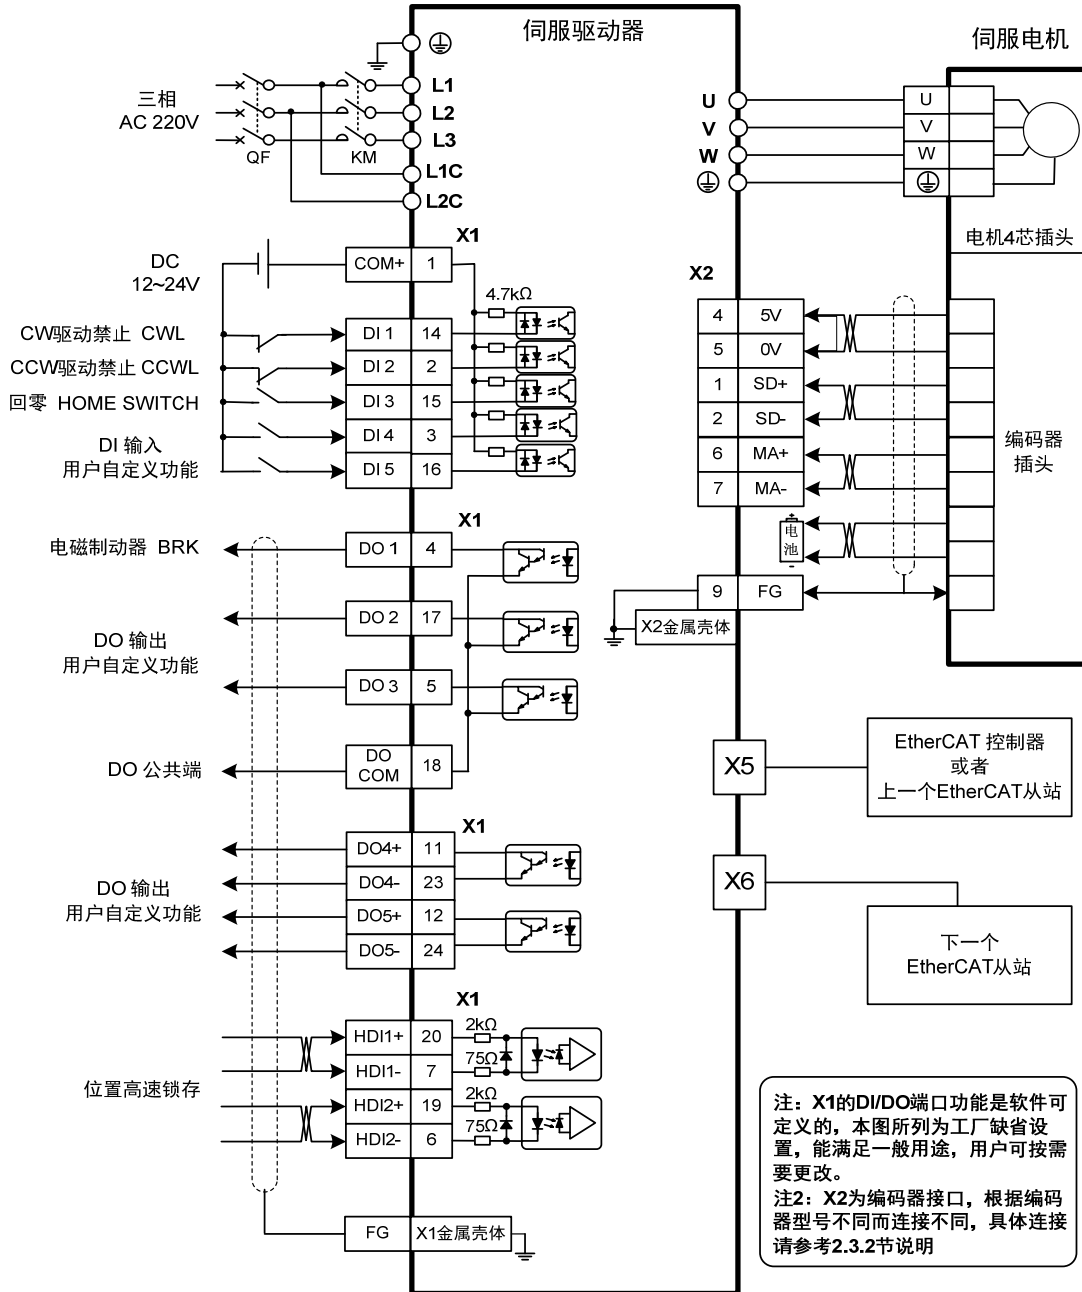 伺服驱动器
伺服电机
三相
AC 220V
QF
KM
L1
L2
L3
L1C
L2C
U
V
W
U
V
W
电机4芯插头
X1
DC
12~24V
COM+ 1
4.7kΩ
CW驱动禁止 CWL
DI 1 14
CCW驱动禁止 CCWL
DI 2 2
回零 HOME SWITCH
DI 3 15
DI 输入
用户自定义功能
DI 4 3
DI 5 16
X2
4 5V
5 0V
1 SD+
2 SD-
6 MA+
7 MA-
编码器
插头
+
电
池
-
9 FG
X2金属壳体
X1
电磁制动器 BRK
DO 1 4
DO 2 17
DO 输出
用户自定义功能
DO 3 5
DO 公共端
DO
COM
18
X5
EtherCAT 控制器
或者
上一个EtherCAT从站
X1
DO4+ 11
DO4- 23
DO 输出
用户自定义功能
DO5+ 12
DO5- 24
X6
下一个
EtherCAT从站
X1
HDI1+ 20
2kΩ
HDI1- 7
75Ω
位置高速锁存
HDI2+ 19
2kΩ
HDI2- 6
75Ω
FG
X1金属壳体
注：X1的DI/DO端口功能是软件可
定义的，本图所列为工厂缺省设
置，能满足一般用途，用户可按需
要更改。
注2：X2为编码器接口，根据编码
器型号不同而连接不同，具体连接
请参考2.3.2节说明